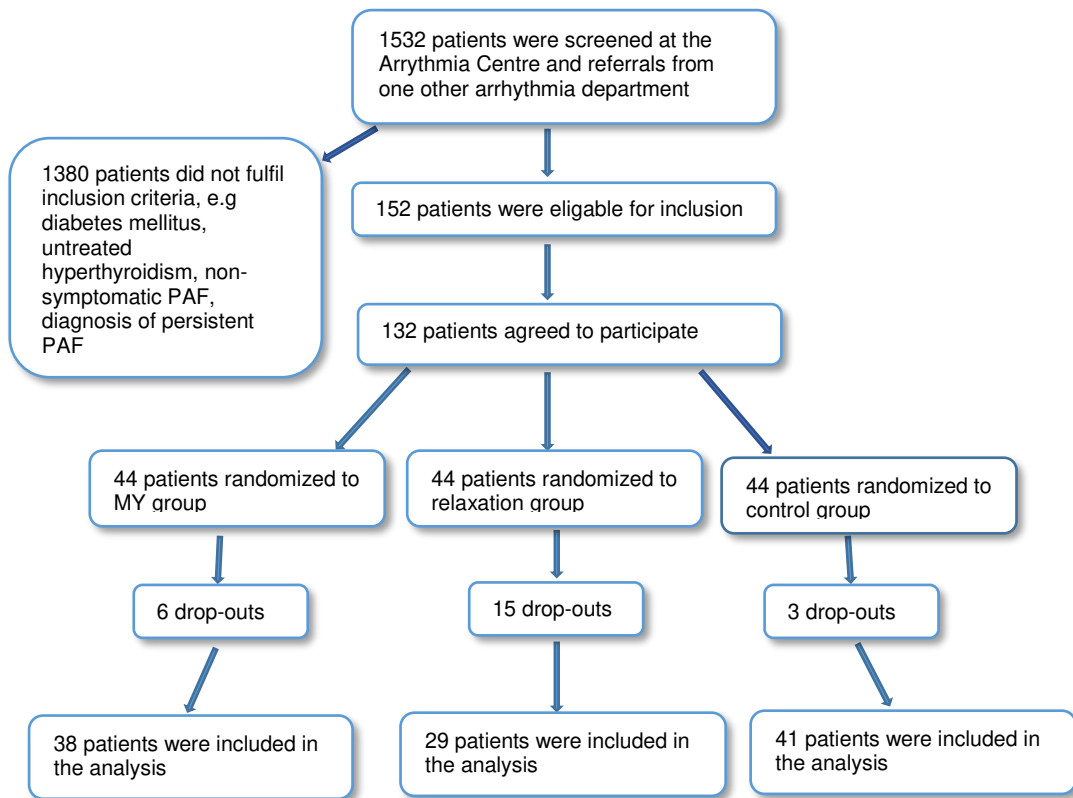 1532 patients were screened at the
Arrythmia Centre and referrals from
one other arrhythmia department
1380 patients did not fulfil
inclusion criteria, e.g
diabetes mellitus,
untreated
hyperthyroidism, non-
symptomatic PAF,
diagnosis of persistent
PAF
152 patients were eligable for inclusion
132 patients agreed to participate
44 patients randomized to
MY group
44 patients randomized to
relaxation group
44 patients randomized to
control group
6 drop-outs
15 drop-outs
3 drop-outs
38 patients were included in
the analysis
29 patients were included in
the analysis
41 patients were included in
the analysis